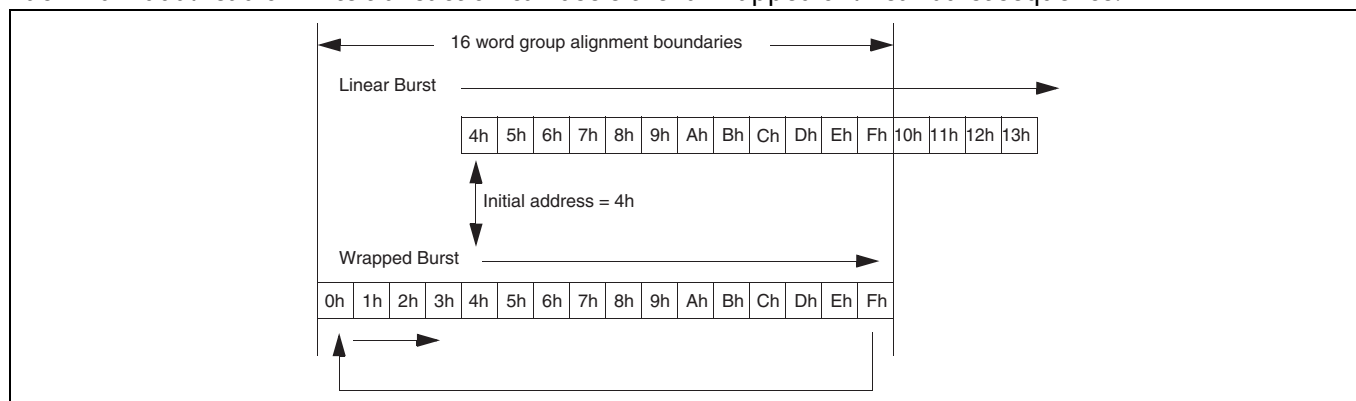 16 word group alignment boundaries
Linear Burst
4h 5h 6h 7h 8h 9h Ah Bh Ch Dh Eh Fh 10h 11h 12h 13h
Initial address = 4h
Wrapped Burst
0h 1h 2h 3h 4h 5h 6h 7h 8h 9h Ah Bh Ch Dh Eh Fh